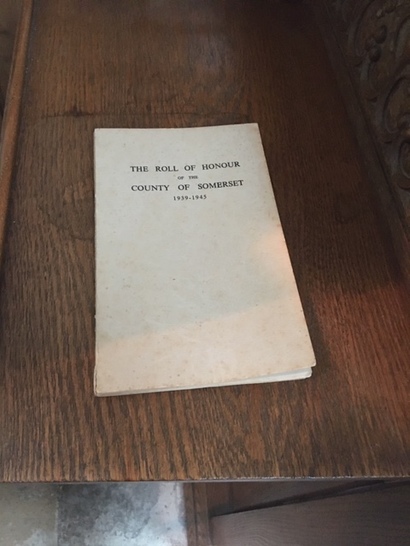 THE ROLL OF HONOUR
OF THE
COUNTY OF SOMERSET
1939-1945